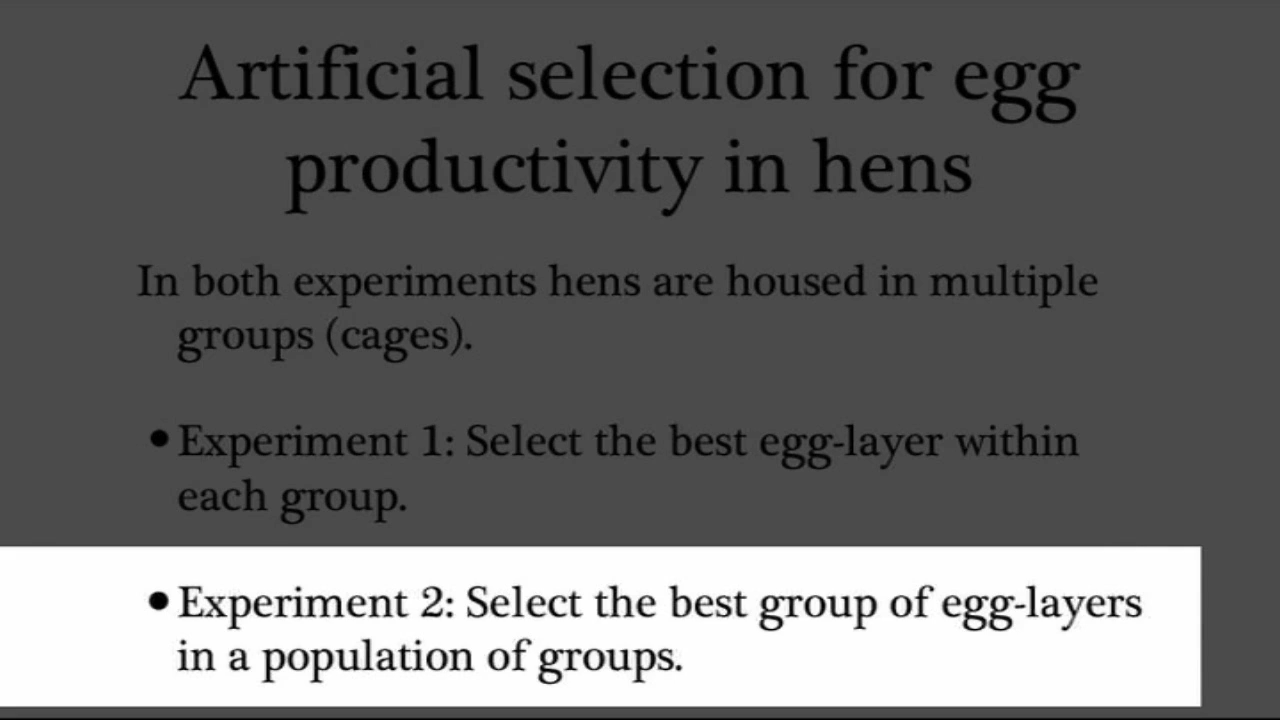 Artificial selection for egg
productivity in hens
In both experiments hens are housed in multiple
groups (cages).
• Experiment 1: Select the best egg-layer within
each group.
• Experiment 2: Select the best group of egg-layers
in a population of groups.